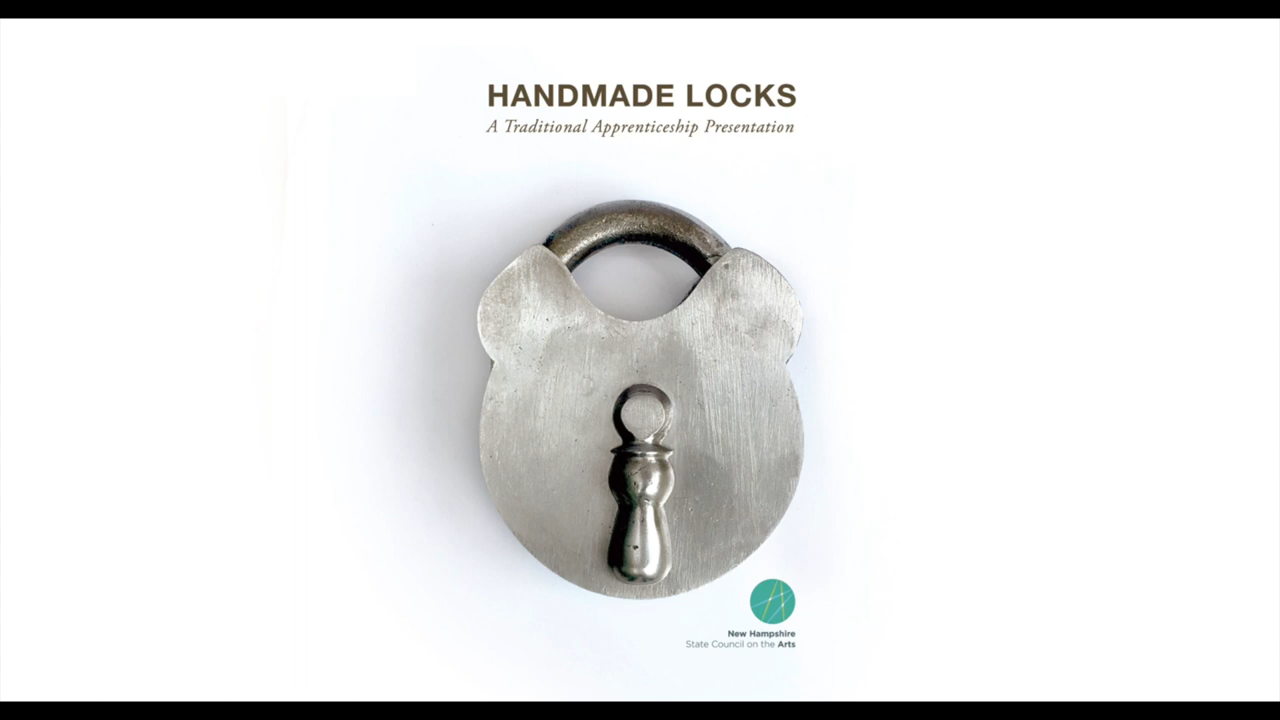 HANDMADE LOCKS
A Traditional Apprenticeship Presentation
New Hampshire
State Council on the Arts